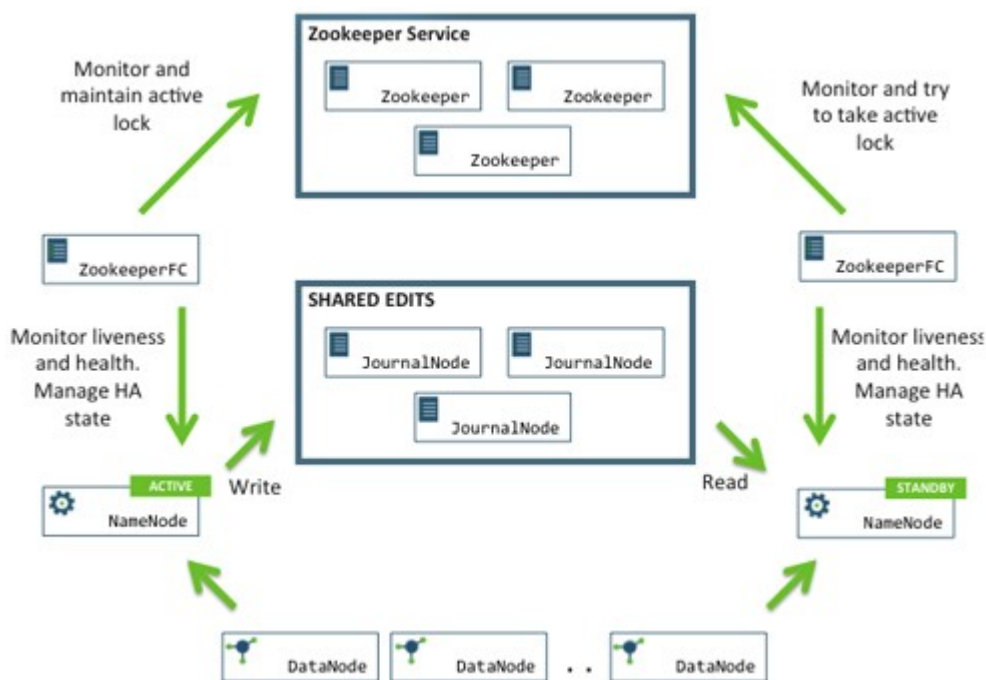 Zookeeper Service
Zookeeper
Zookeeper
Zookeeper
Monitor and
maintain active
lock
Monitor and try
to take active
lock
ZookeeperFC
ZookeeperFC
SHARED EDITS
JournalNode
JournalNode
JournalNode
Monitor liveness
and health.
Manage HA
state
Monitor liveness
and health.
Manage HA
state
Write
Read
ACTIVE
NameNode
STANDBY
NameNode
DataNode
DataNode
. .
DataNode